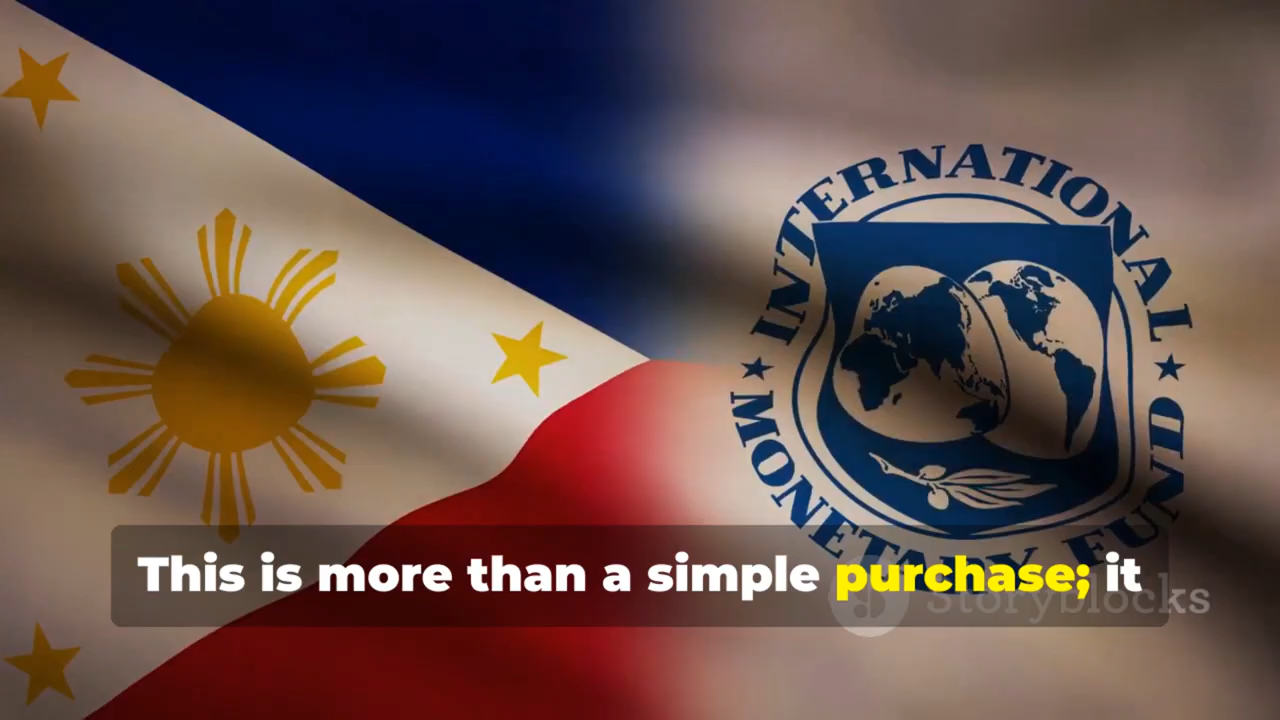 INTERNATIONAL
MONETARY FUND
This is more than a simple purchase; it
Storyblocks